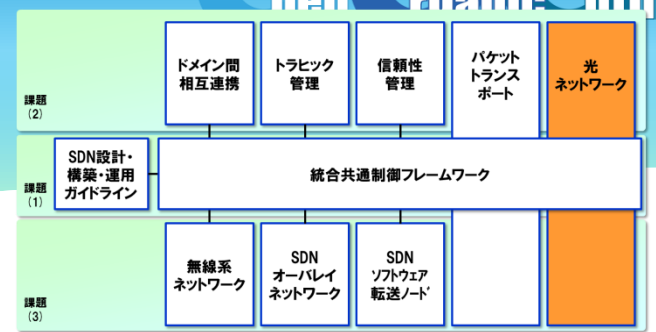 課題
(2)
ドメイン間
相互連携
トラヒック
管理
信頼性
管理
パケット
トランス
ポート
光
ネットワーク
課題
(1)
SDN設計・
構築・運用
ガイドライン
統合共通制御フレームワーク
課題
(3)
無線系
ネットワーク
SDN
オーバレイ
ネットワーク
SDN
ソフトウェア
転送ノード